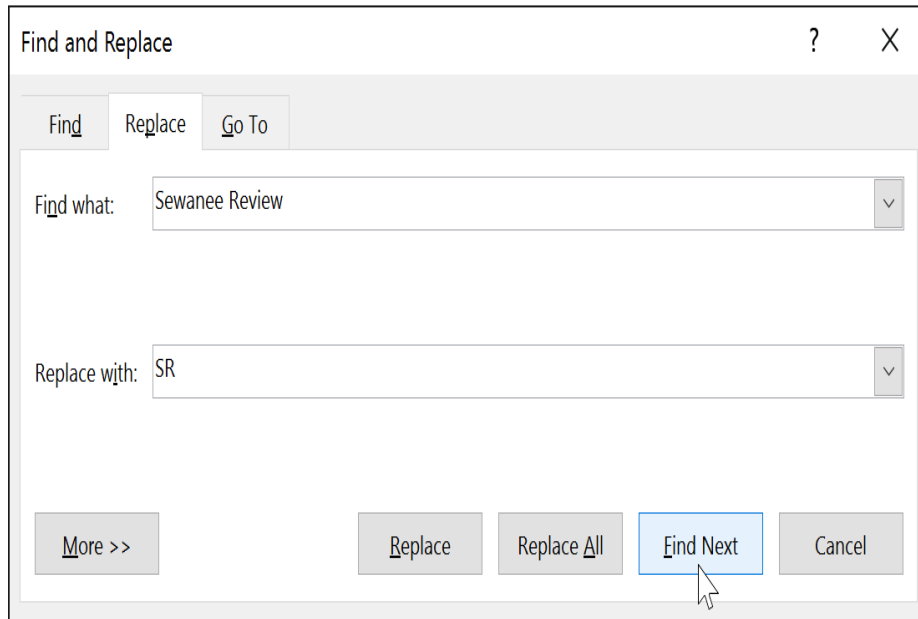 Find and Replace ? X
Find Replace Go To
Find what: Sewanee Review
Replace with: SR
More >> Replace Replace All Find Next Cancel